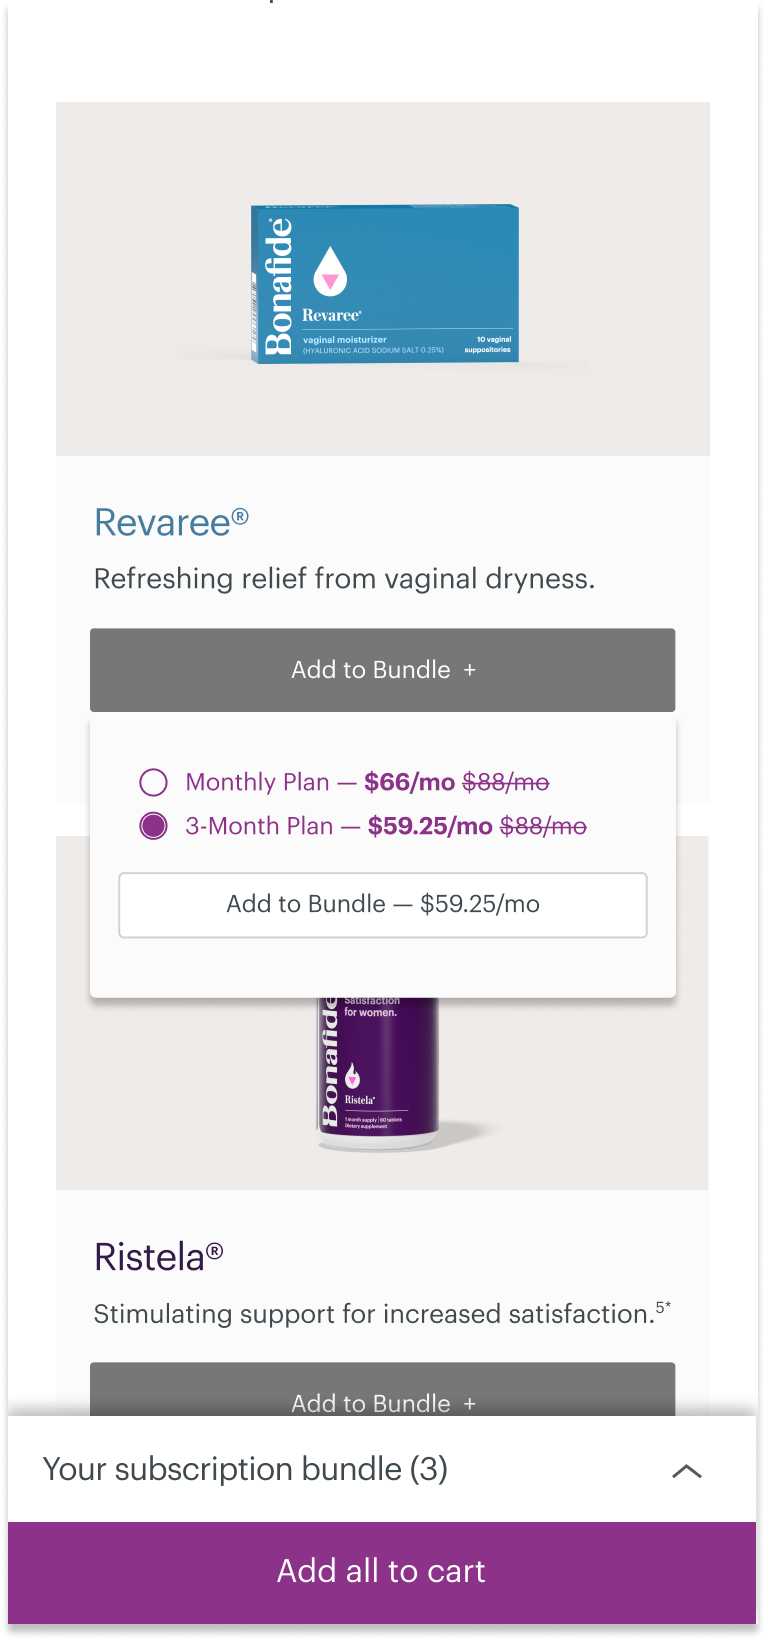 Bonafide
Revaree®
vaginal moisturizer
(HYALURONIC ACID SODIUM SALT 0.25%)
10 vaginal
suppositories
Revaree®
Refreshing relief from vaginal dryness.
Add to Bundle +
Monthly Plan — $66/mo $88/mo
3-Month Plan — $59.25/mo $88/mo
Add to Bundle — $59.25/mo
Satisfaction
for women.
Bonafide
Ristela®
1 month supply | 60 tablets
Dietary supplement
Ristela®
Stimulating support for increased satisfaction.5*
Add to Bundle +
Your subscription bundle (3)
Add all to cart